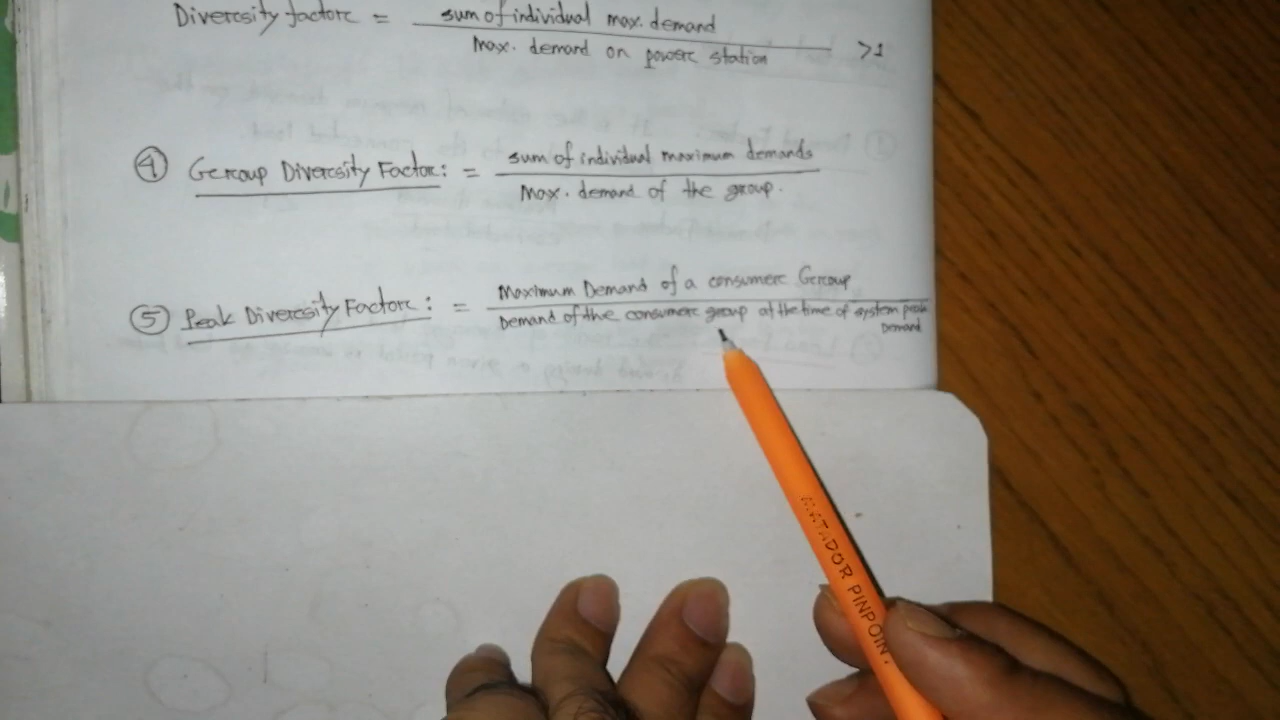 Diversity factor = sum of individual max. demand
Max. demand on power station >1
④ Group Diversity Factor: = sum of individual maximum demands
Max. demand of the group.
⑤ Peak Diversity Factor: = Maximum Demand of a consumer Group
Demand of the consumer group at the time of system peak
Demand
MATADOR PINPOINT